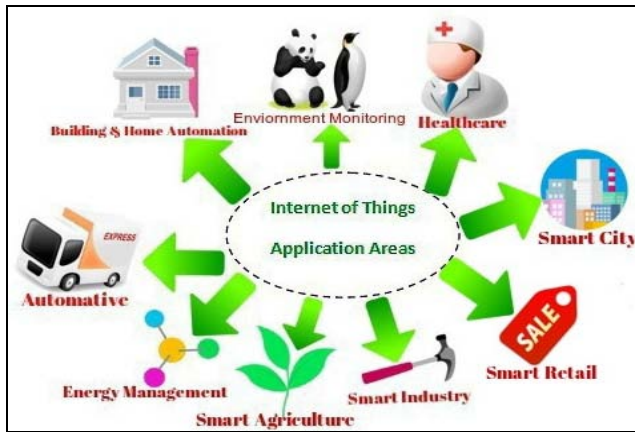 Enviornment Monitoring
Healthcare
Building & Home Automation
Internet of Things
Application Areas
Smart City
EXPRESS
Automative
SALE
Smart Retail
Energy Management
Smart Industry
Smart Agriculture